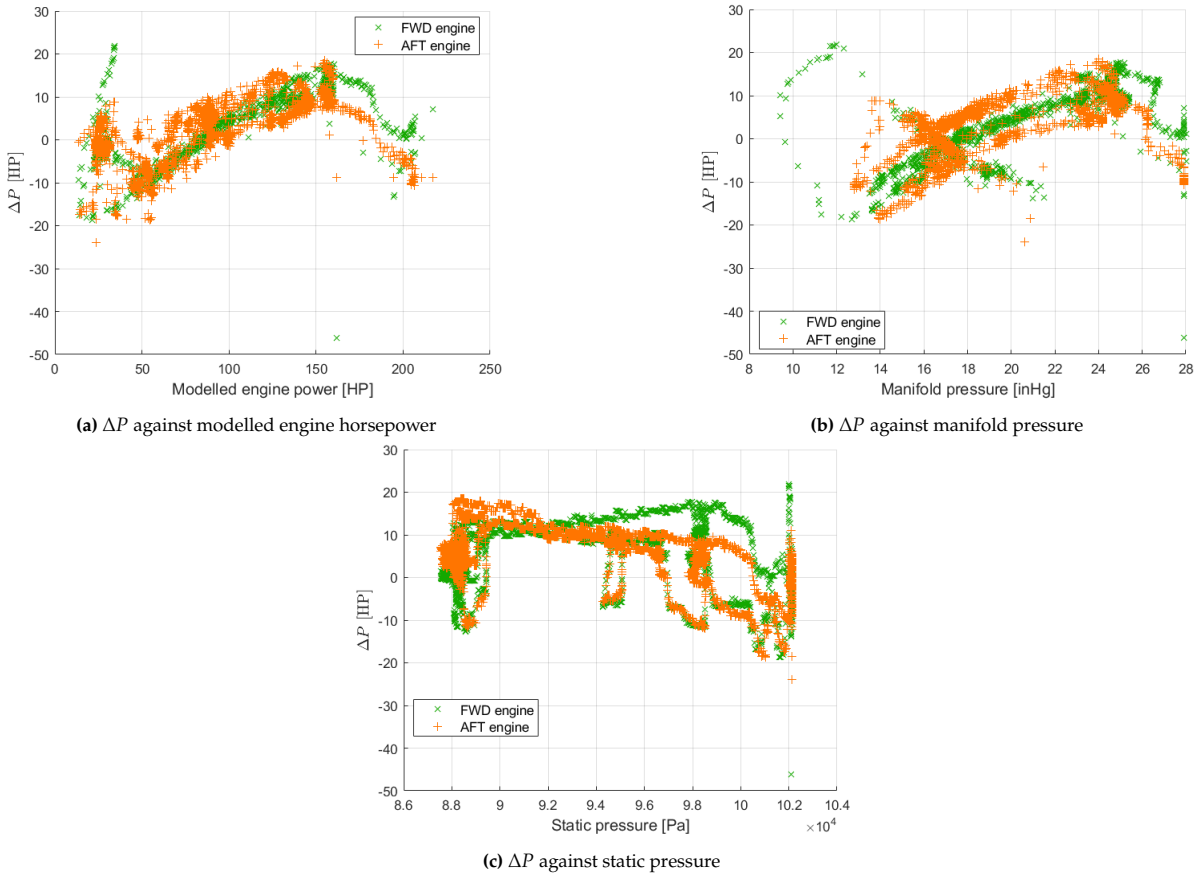 30
20
10
0
-10
-20
-30
-40
-50
ΔP [HP]
0 50 100 150 200 250
Modelled engine power [HP]
FWD engine
AFT engine
(a) ΔP against modelled engine horsepower
30
20
10
0
-10
-20
-30
-40
-50
ΔP [HP]
8 10 12 14 16 18 20 22 24 26 28
Manifold pressure [inHg]
FWD engine
AFT engine
(b) ΔP against manifold pressure
30
20
10
0
-10
-20
-30
-40
-50
ΔP [HP]
8.6 8.8 9 9.2 9.4 9.6 9.8 10 10.2 10.4
Static pressure [Pa]
×10⁴
FWD engine
AFT engine
(c) ΔP against static pressure